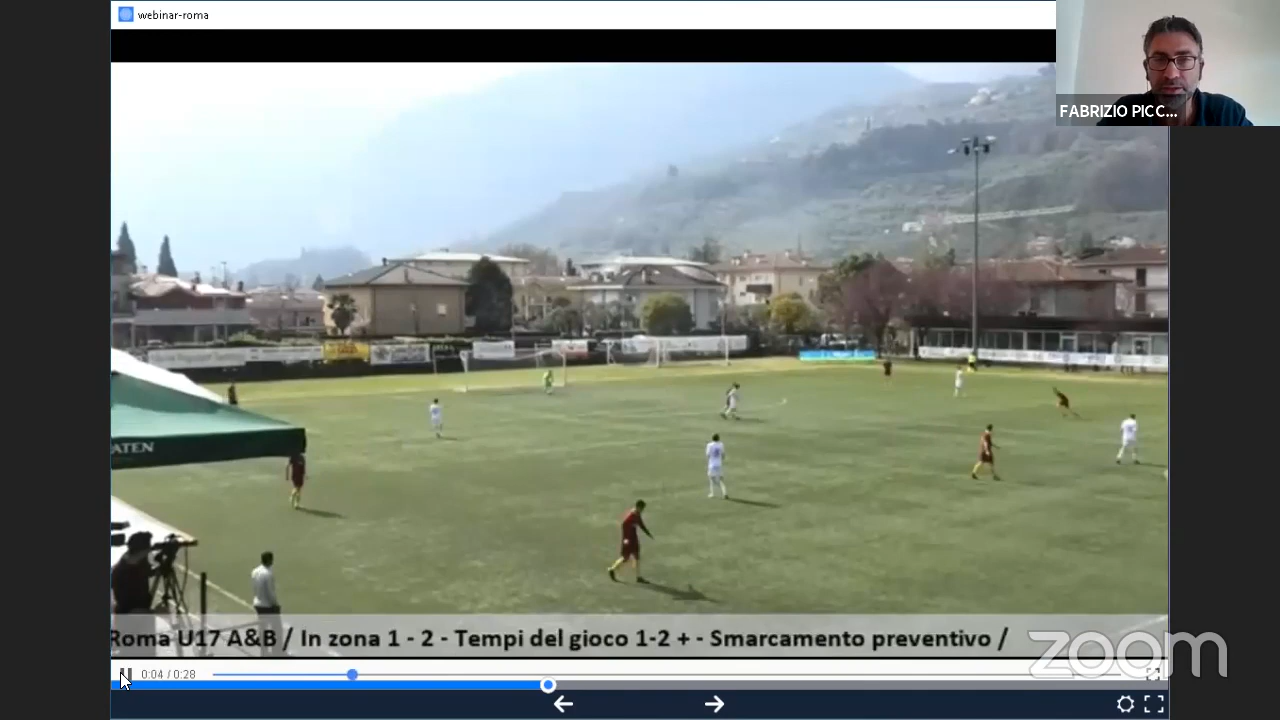 webinar-roma
FABRIZIO PICC...
ATEN
Roma U17 A&B / In zona 1 - 2 - Tempi del gioco 1-2 + - Smarcamento preventivo /
zoom
0:04 / 0:28